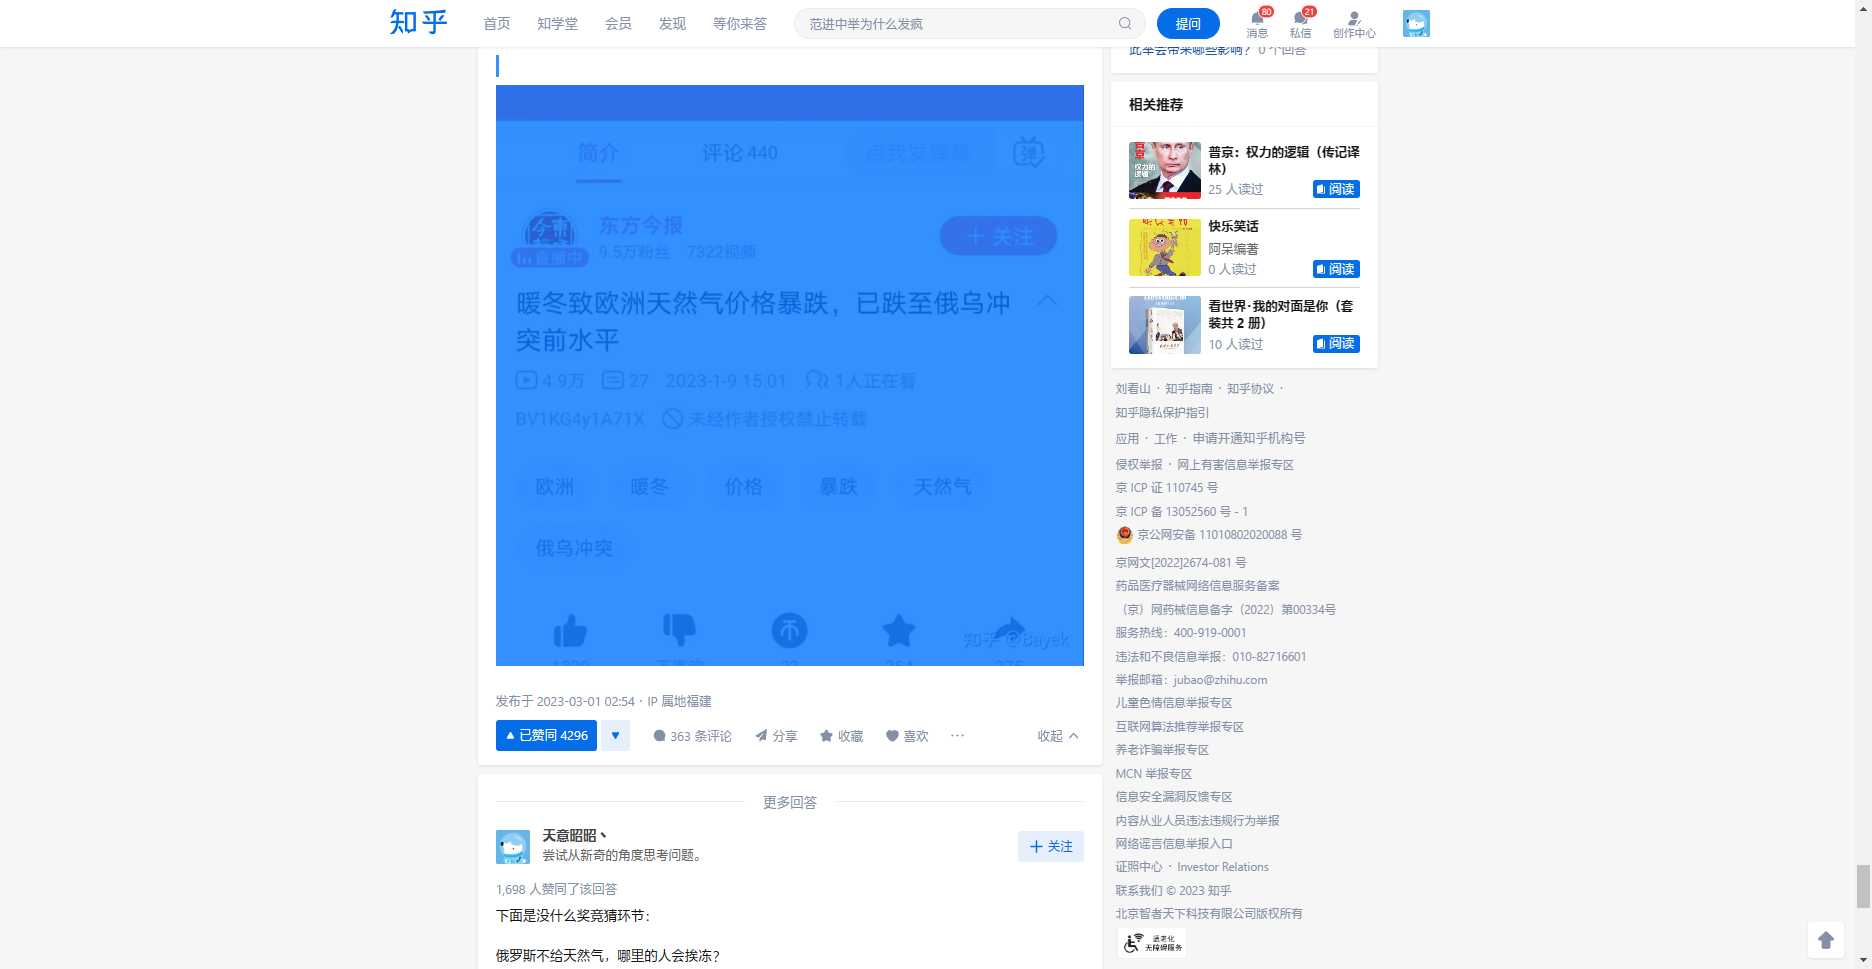 知乎
首页 知学堂 会员 发现 等你来答
范进中举为什么发疯
提问
80
消息
21
私信
创作中心
简介 评论 440 点我发弹幕 弹
东方今报
9.5万粉丝 7322视频
直播中
+ 关注
暖冬致欧洲天然气价格暴跌，已跌至俄乌冲
突前水平
4.9万 27 2023-1-9 15:01 1人正在看
BV1KG4y1A71X 未经作者授权禁止转载
欧洲 暖冬 价格 暴跌 天然气
俄乌冲突
知乎 @Bayek
发布于 2023-03-01 02:54 · IP 属地福建
已赞同 4296
363 条评论 分享 收藏 喜欢 ···
收起
更多回答
天意昭昭丶
尝试从新奇的角度思考问题。
+ 关注
1,698 人赞同了该回答
下面是没什么奖竞猜环节：
俄罗斯不给天然气，哪里的人会挨冻？
此举会带来哪些影响？ 0 个回答
相关推荐
权力的
逻辑
普京：权力的逻辑（传记译
林）
25 人读过
阅读
快乐笑话
阿呆编著
0 人读过
阅读
看世界·我的对面是你（套
装共 2 册）
10 人读过
阅读
刘看山 · 知乎指南 · 知乎协议 ·
知乎隐私保护指引
应用 · 工作 · 申请开通知乎机构号
侵权举报 · 网上有害信息举报专区
京 ICP 证 110745 号
京 ICP 备 13052560 号 - 1
京公网安备 11010802020088 号
京网文[2022]2674-081 号
药品医疗器械网络信息服务备案
（京）网药械信息备字（2022）第00334号
服务热线：400-919-0001
违法和不良信息举报：010-82716601
举报邮箱：jubao@zhihu.com
儿童色情信息举报专区
互联网算法推荐举报专区
养老诈骗举报专区
MCN 举报专区
信息安全漏洞反馈专区
内容从业人员违法违规行为举报
网络谣言信息举报入口
证照中心 · Investor Relations
联系我们 © 2023 知乎
北京智者天下科技有限公司版权所有
适老化
无障碍服务